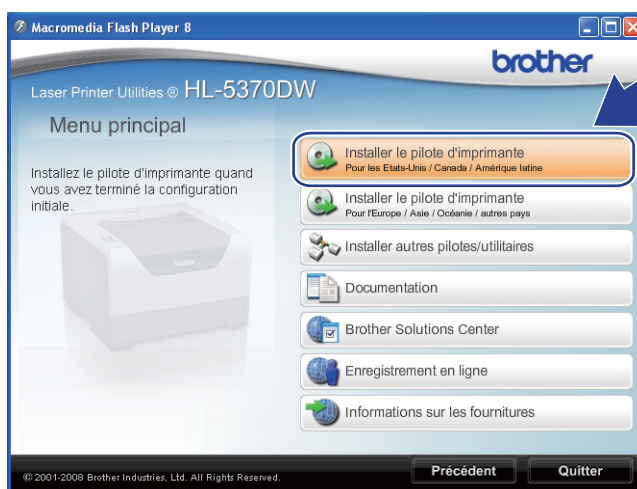 Macromedia Flash Player 8
brother
Laser Printer Utilities ® HL-5370DW
Menu principal
Installez le pilote d'imprimante quand
vous avez terminé la configuration
initiale.
Installer le pilote d'imprimante
Pour les Etats-Unis / Canada / Amérique latine
Installer le pilote d'imprimante
Pour l'Europe / Asie / Océanie / autres pays
Installer autres pilotes/utilitaires
Documentation
Brother Solutions Center
Enregistrement en ligne
Informations sur les fournitures
© 2001-2008 Brother Industries, Ltd. All Rights Reserved.
Précédent
Quitter